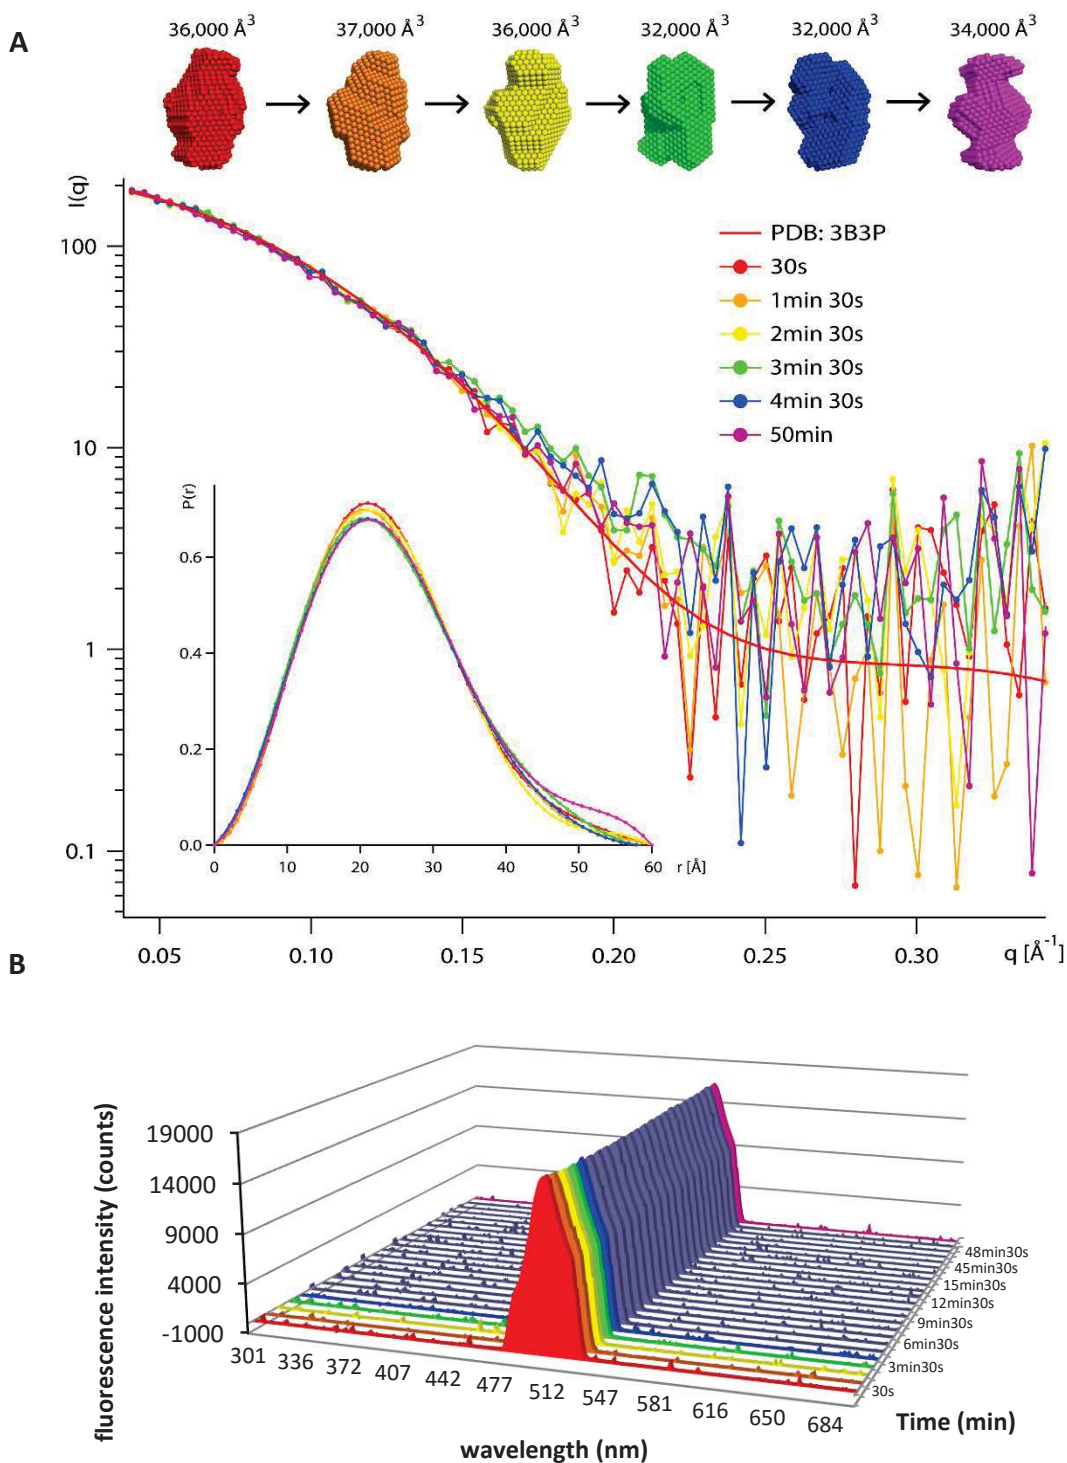 A
36,000 Å³ 37,000 Å³ 36,000 Å³ 32,000 Å³ 32,000 Å³ 34,000 Å³
I(q)
100
10
1
0.1
PDB: 3B3P
30s
1min 30s
2min 30s
3min 30s
4min 30s
50min
P(r)
0.6
0.4
0.2
0.0
0 10 20 30 40 50 60 r [Å]
0.05 0.10 0.15 0.20 0.25 0.30 q [Å⁻¹]
B
fluorescence intensity (counts)
19000
14000
9000
4000
-1000
301 336 372 407 442 477 512 547 581 616 650 684
wavelength (nm)
48min30s
45min30s
15min30s
12min30s
9min30s
6min30s
3min30s
30s
Time (min)